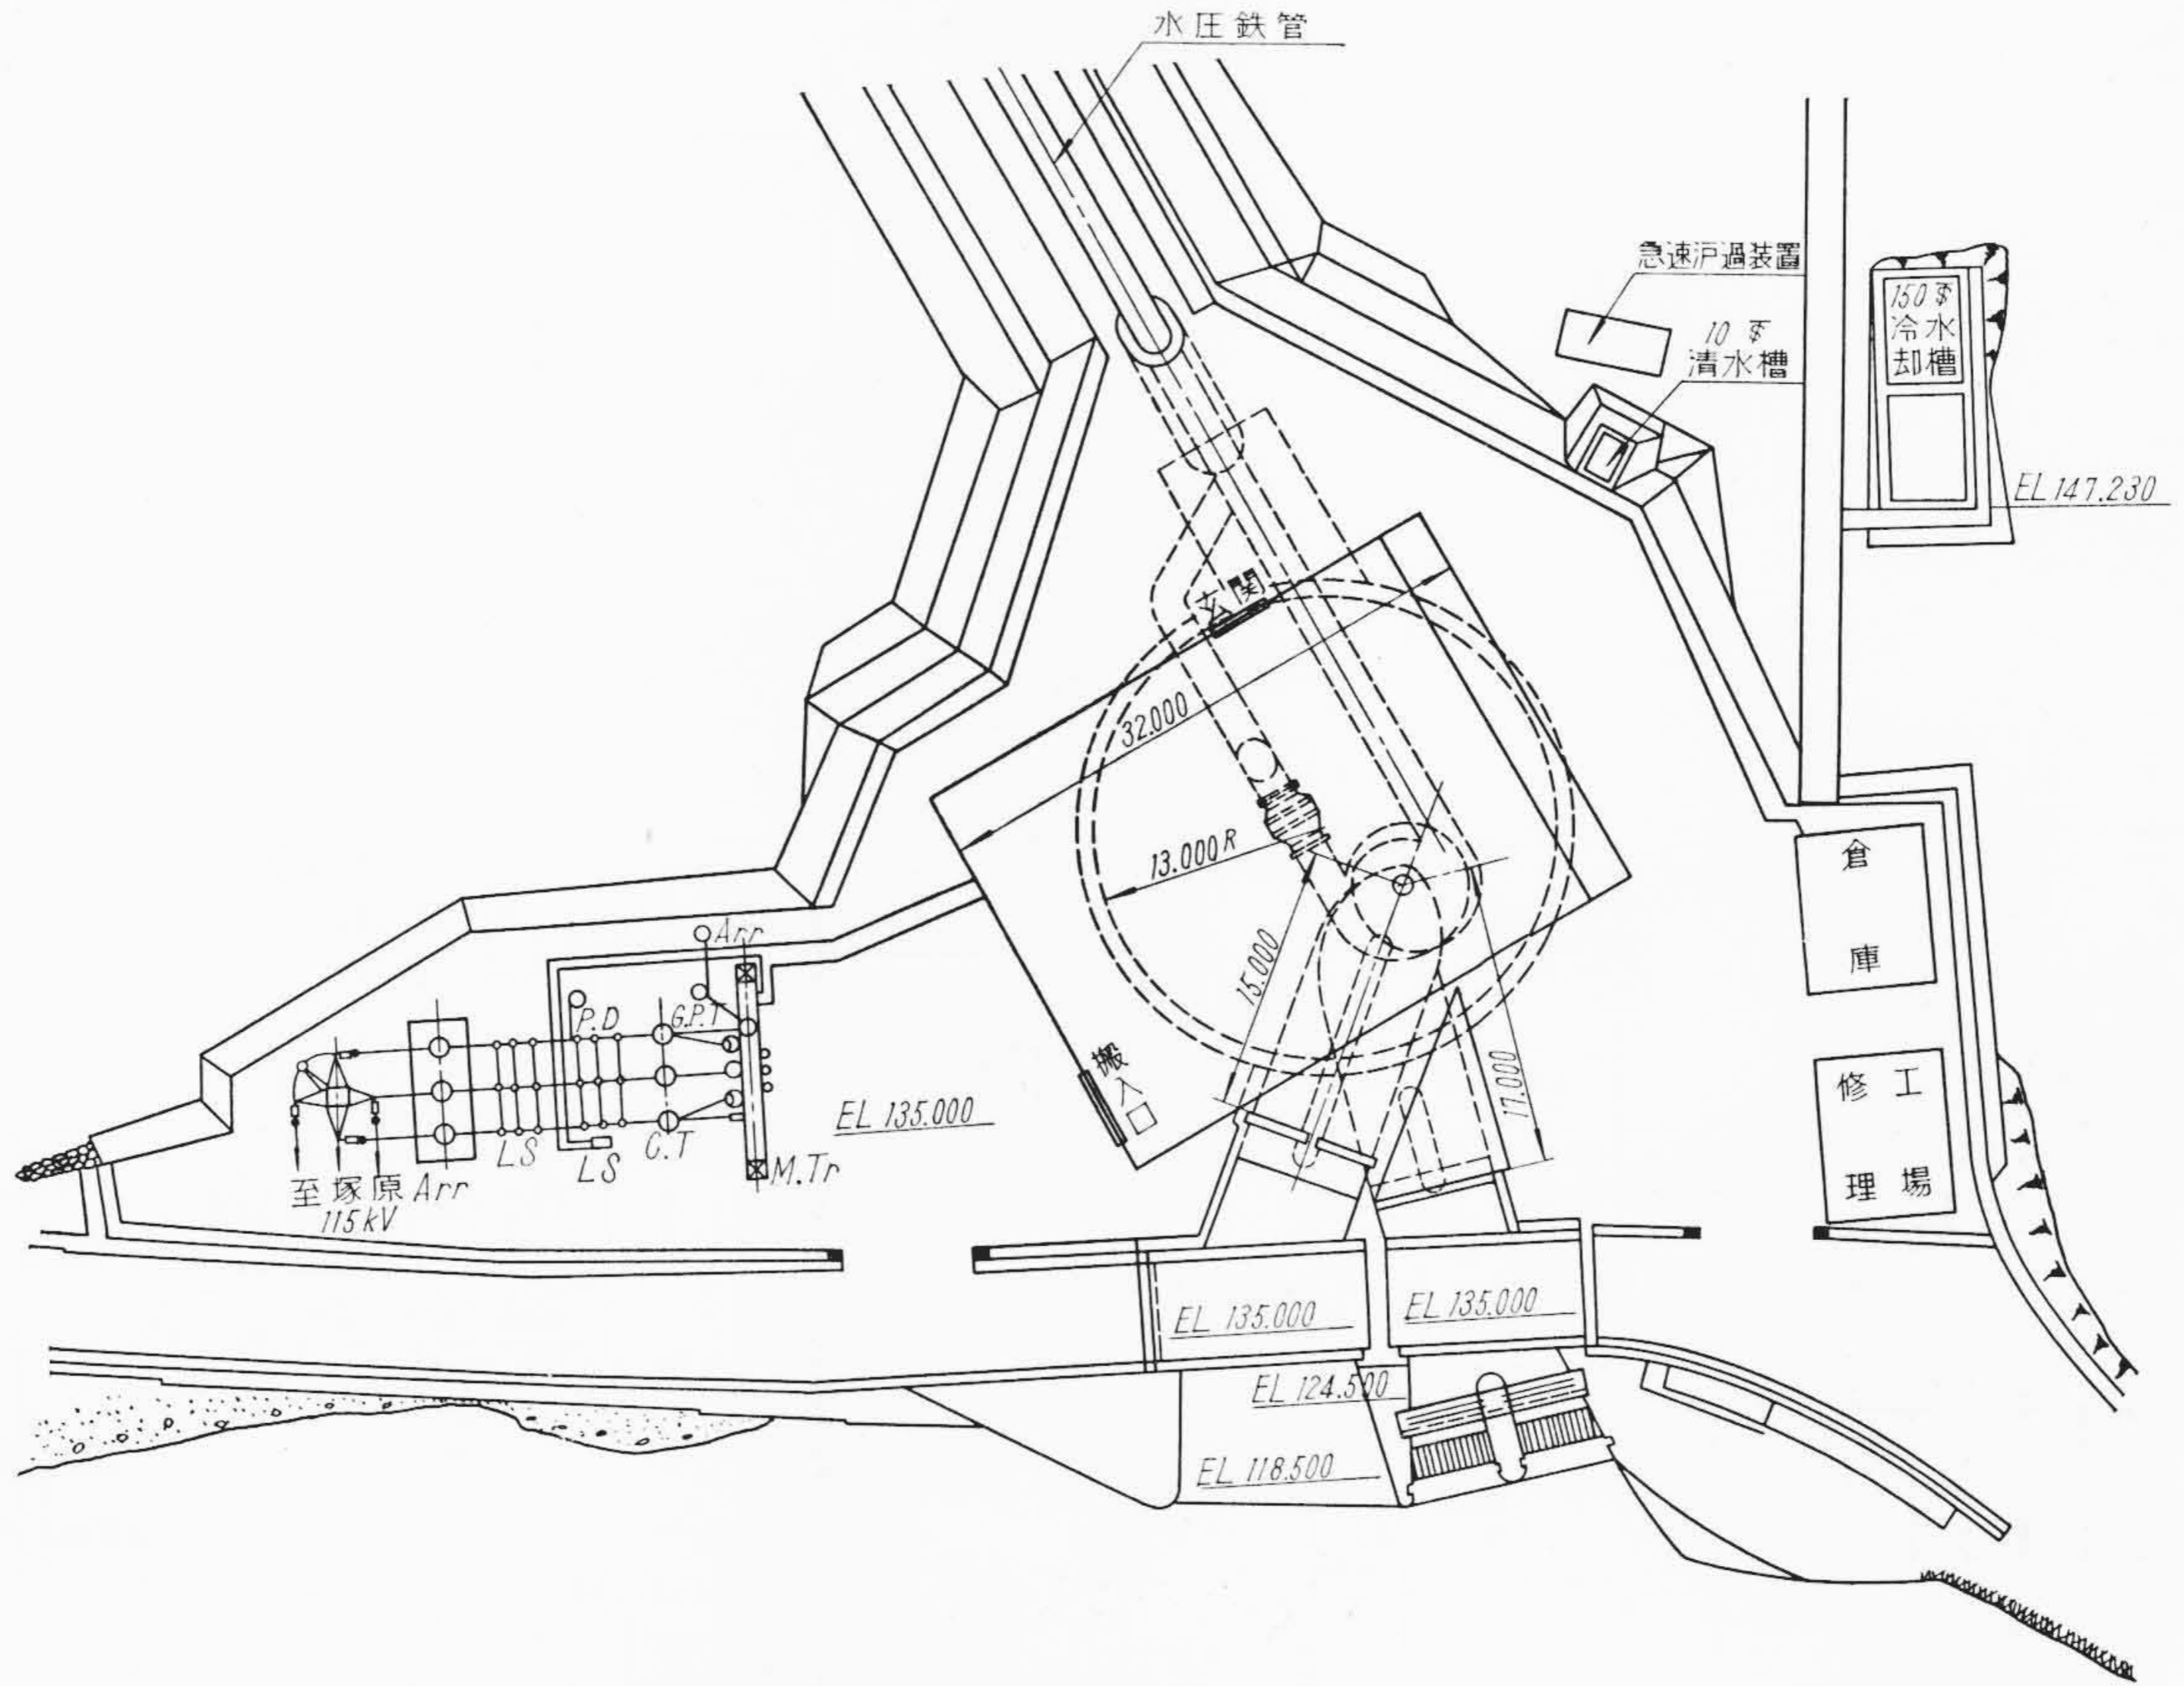 水圧鉄管
急速沪過装置
10
清水槽
150
冷水
却槽
EL 147.230
玄関
32.000
13.000 R
15.000
17.000
搬入口
倉庫
修工
理場
Arr
P.D
G.P.T
LS
LS
C.T
M.Tr
Arr
至塚原
115kV
EL 135.000
EL 135.000
EL 135.000
EL 124.500
EL 118.500